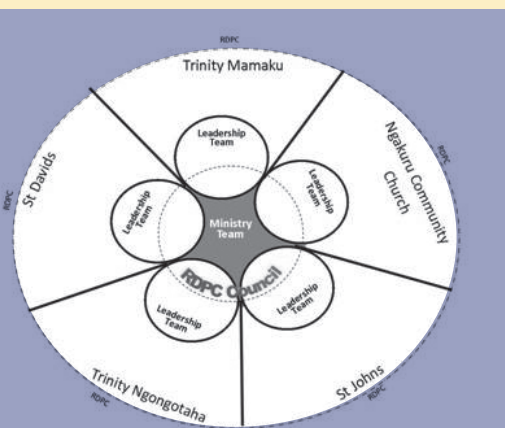 RDPC
Trinity Mamaku
Leadership
Team
St Davids
RDPC
Leadership
Team
Ngakuru Community
Church
RDPC
Leadership
Team
Ministry
Team
RDPC Council
Leadership
Team
Leadership
Team
Trinity Ngongotaha
RDPC
St Johns
RDPC